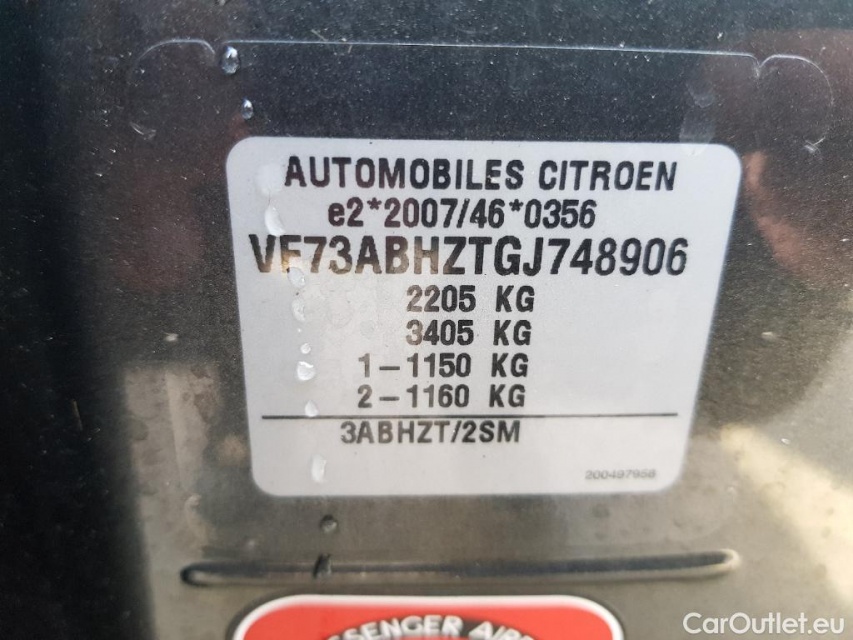 AUTOMOBILES CITROEN
e2*2007/46*0356
VF73ABHZTGJ748906
2205 KG
3405 KG
1-1150 KG
2-1160 KG
3ABHZT/2SM
200497958
CarOutlet.eu